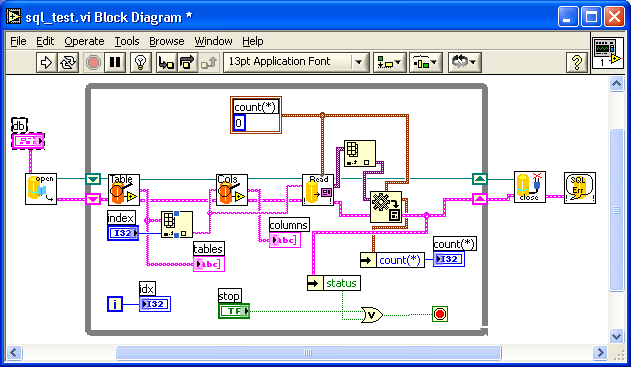 sql_test.vi Block Diagram *
File Edit Operate Tools Browse Window Help
13pt Application Font
?
1
count(*)
0
db
open
Table
Cols
Read
index
I32
columns
abc
tables
abc
count(*)
count(*)
I32
status
close
SQL
Err
idx
i
I32
stop
TF
V